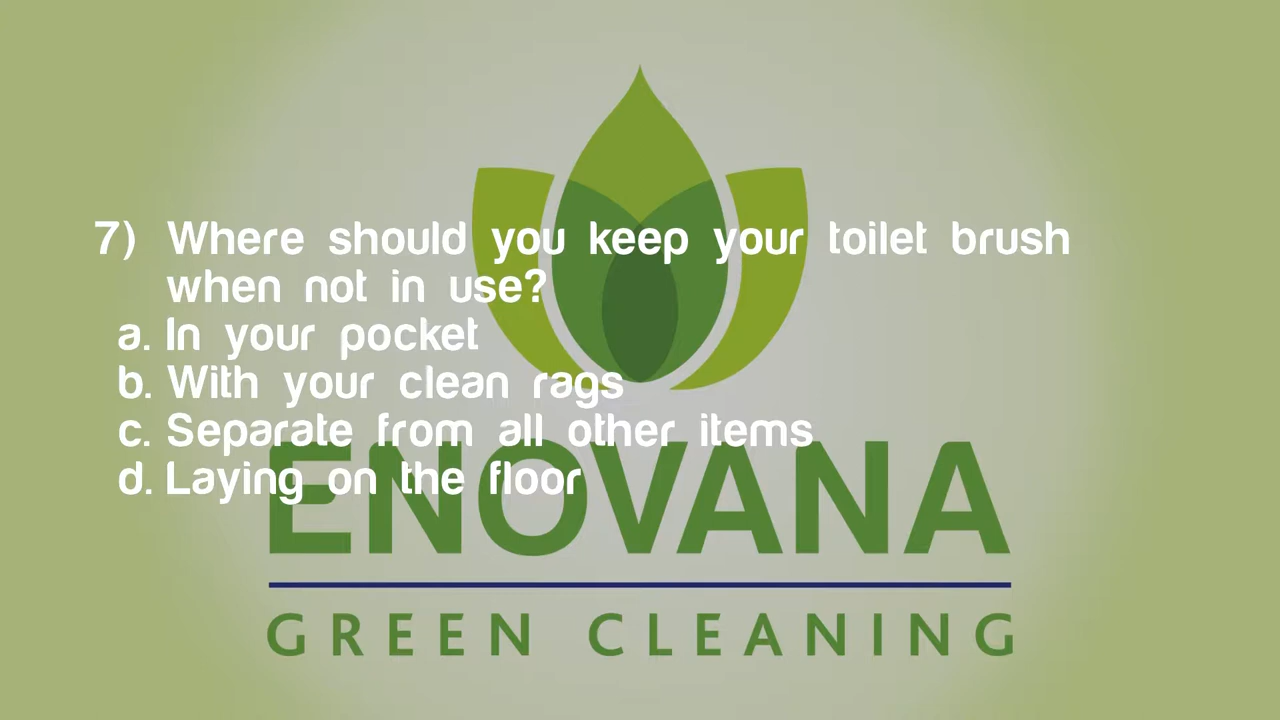 7) Where should you keep your toilet brush
when not in use?
a. In your pocket
b. With your clean rags
c. Separate from all other items
d. Laying on the floor
ENOVANA
GREEN CLEANING